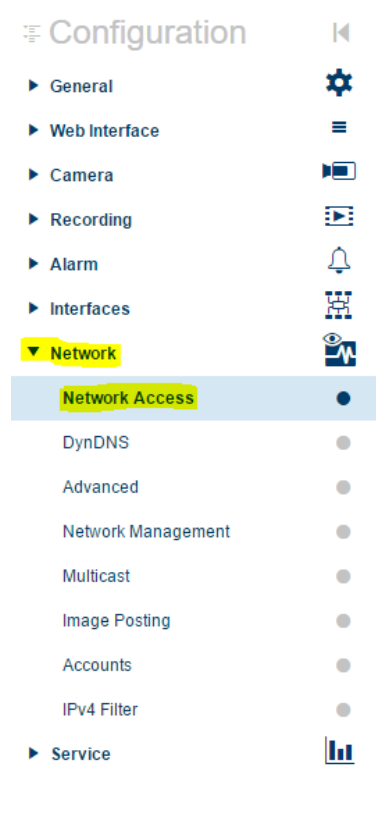 Configuration
General
Web Interface
Camera
Recording
Alarm
Interfaces
Network
Network Access
DynDNS
Advanced
Network Management
Multicast
Image Posting
Accounts
IPv4 Filter
Service